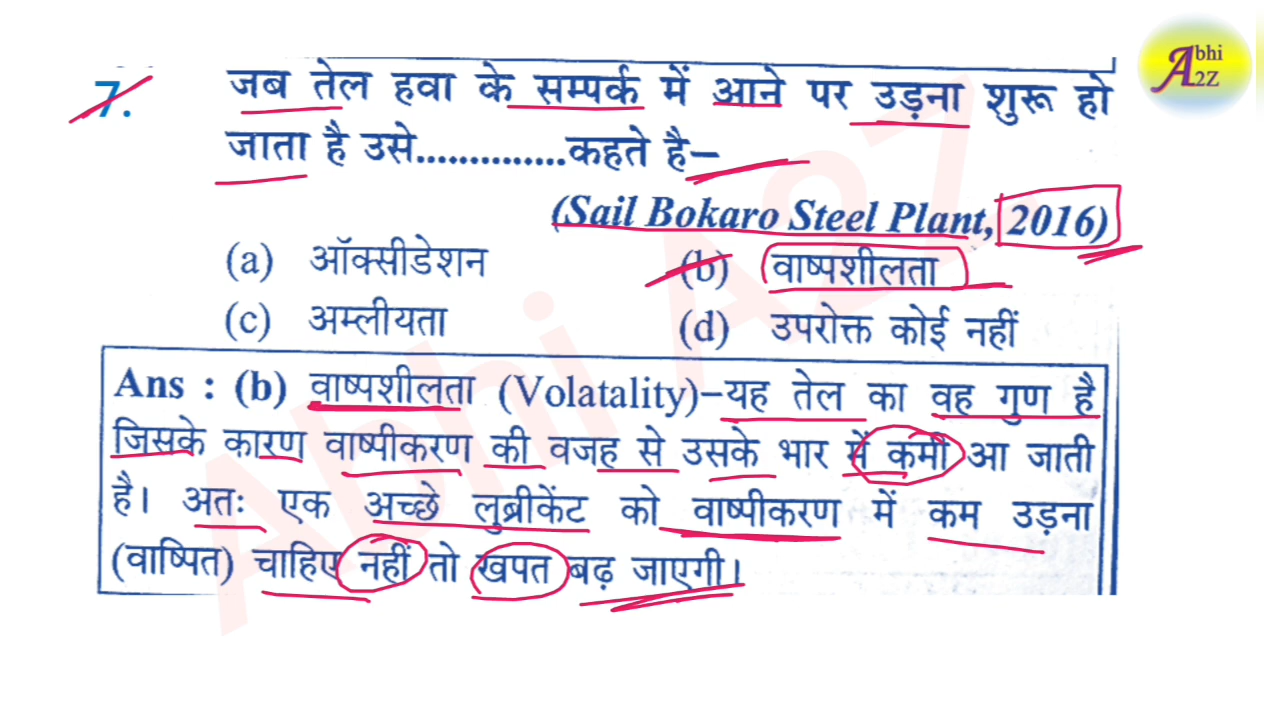 Abhi A2Z
7. जब तेल हवा के सम्पर्क में आने पर उड़ना शुरू हो
जाता है उसे..............कहते है–
(Sail Bokaro Steel Plant, 2016)
(a) ऑक्सीडेशन (b) वाष्पशीलता
(c) अम्लीयता (d) उपरोक्त कोई नहीं
Ans : (b) वाष्पशीलता (Volatality)–यह तेल का वह गुण है
जिसके कारण वाष्पीकरण की वजह से उसके भार में कमी आ जाती
है। अतः एक अच्छे लुब्रीकेंट को वाष्पीकरण में कम उड़ना
(वाष्पित) चाहिए नहीं तो खपत बढ़ जाएगी।
Abhi A2Z